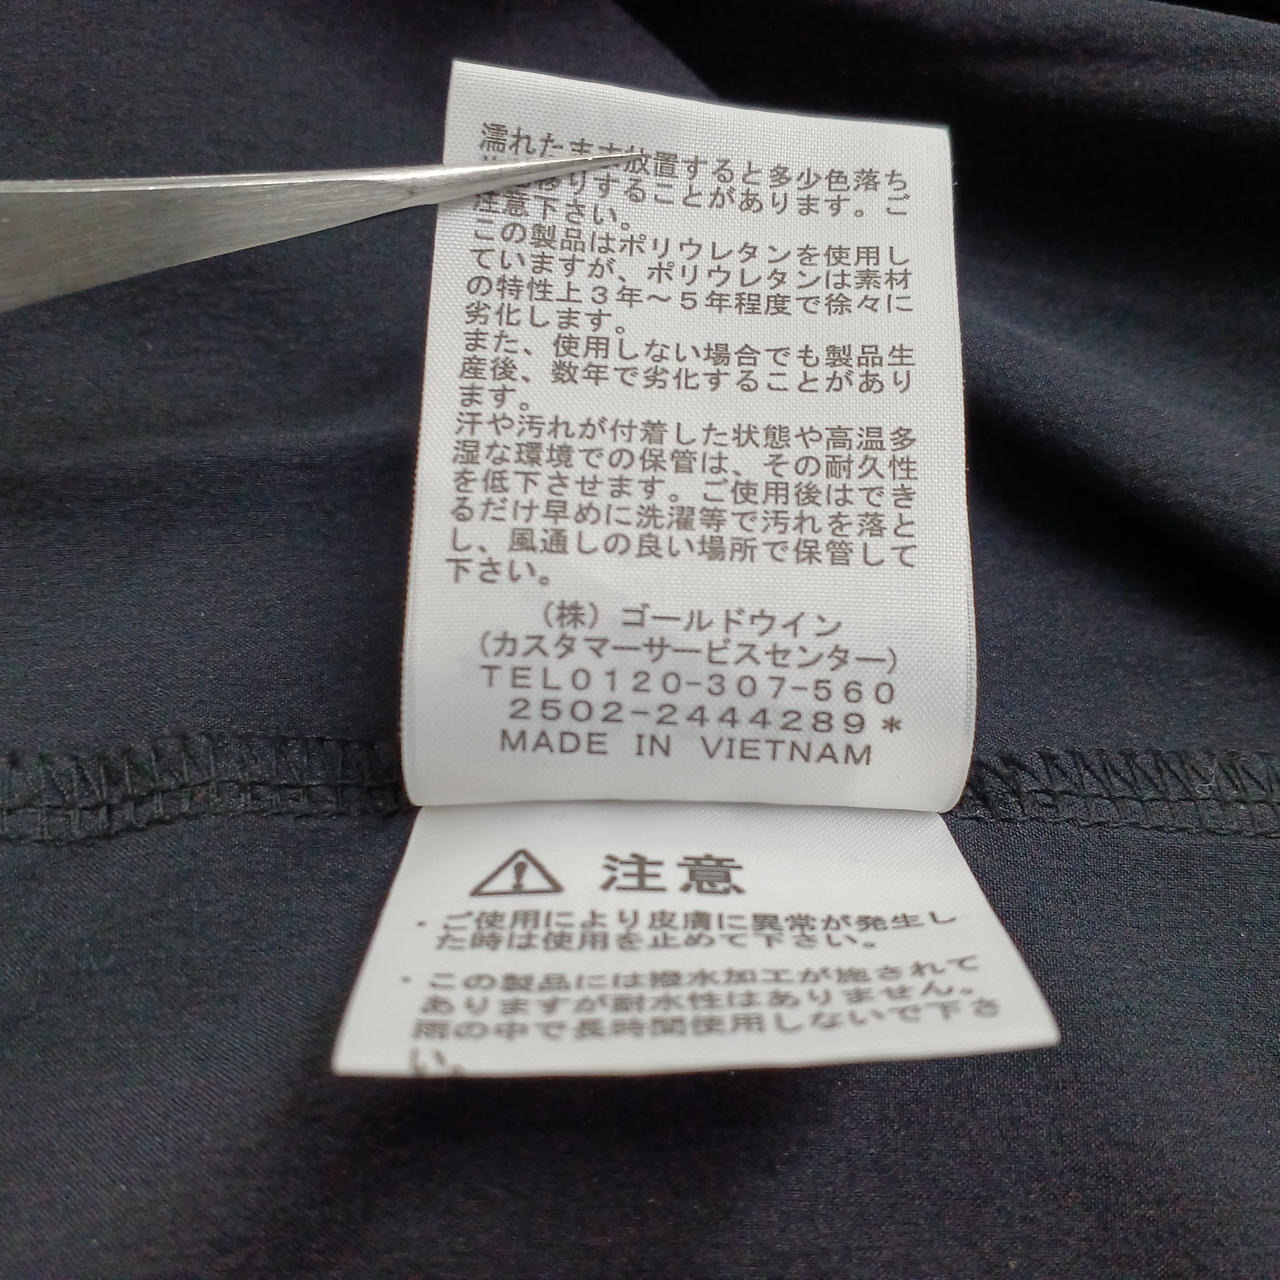 濡れたまま放置すると多少色落ち
移りすることがあります。ご
注意下さい。
この製品はポリウレタンを使用し
ていますが、ポリウレタンは素材
の特性上3年〜5年程度で徐々に
劣化します。
また、使用しない場合でも製品生
産後、数年で劣化することがあり
ます。
汗や汚れが付着した状態や高温多
湿な環境での保管は、その耐久性
を低下させます。ご使用後はでき
るだけ早めに洗濯等で汚れを落と
し、風通しの良い場所で保管して
下さい。
(株)ゴールドウイン
(カスタマーサービスセンター)
TEL0120-307-560
2502-2444289*
MADE IN VIETNAM
⚠ 注意
・ご使用により皮膚に異常が発生し
た時は使用を止めて下さい。
・この製品には撥水加工が施されて
ありますが耐水性はありません。
雨の中で長時間使用しないで下さ
い。